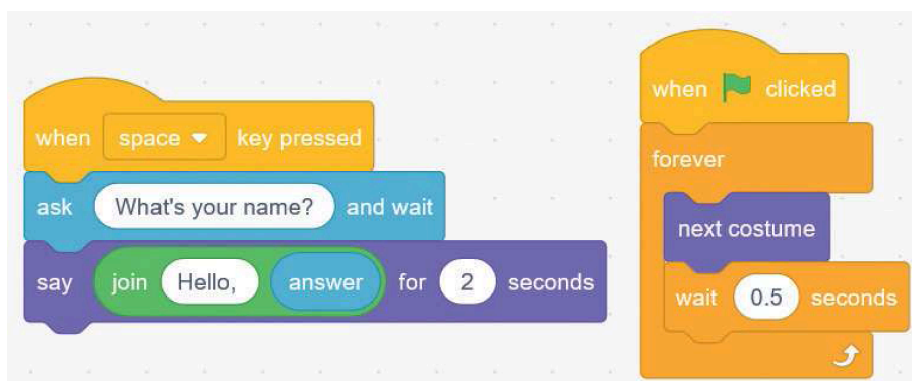 when space key pressed
ask What's your name? and wait
say join Hello, answer for 2 seconds
when clicked
forever
next costume
wait 0.5 seconds